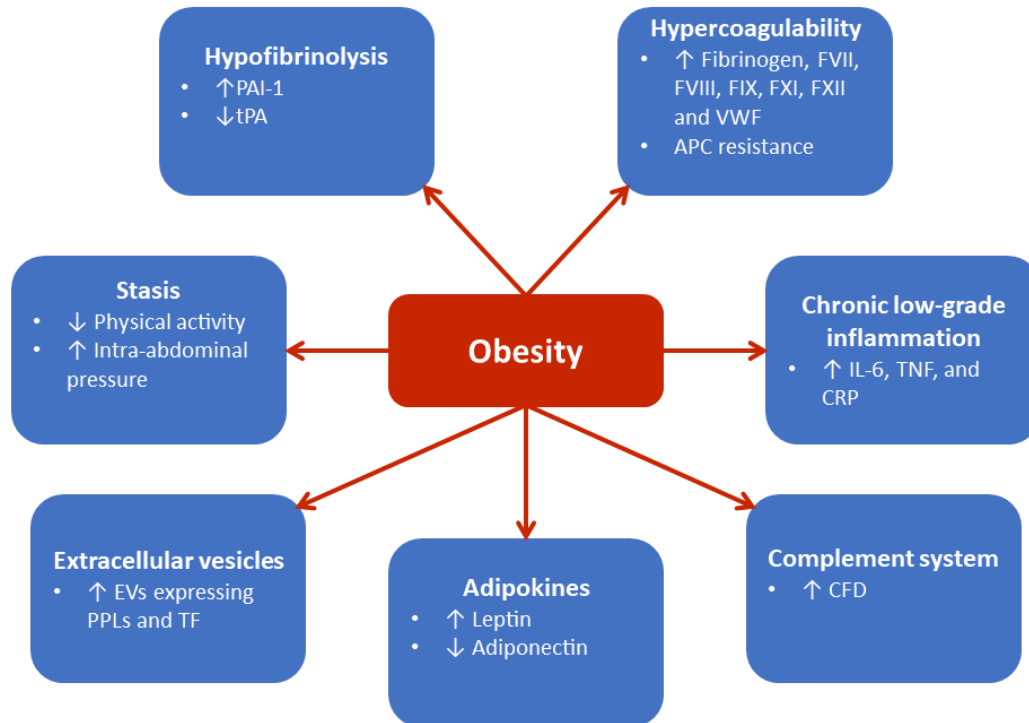 Hypofibrinolysis
• ↑PAI-1
• ↓tPA
Hypercoagulability
• ↑ Fibrinogen, FVII,
FVIII, FIX, FXI, FXII
and VWF
• APC resistance
Stasis
• ↓ Physical activity
• ↑ Intra-abdominal
pressure
Obesity
Chronic low-grade
inflammation
• ↑ IL-6, TNF, and
CRP
Extracellular vesicles
• ↑ EVs expressing
PPLs and TF
Adipokines
• ↑ Leptin
• ↓ Adiponectin
Complement system
• ↑ CFD